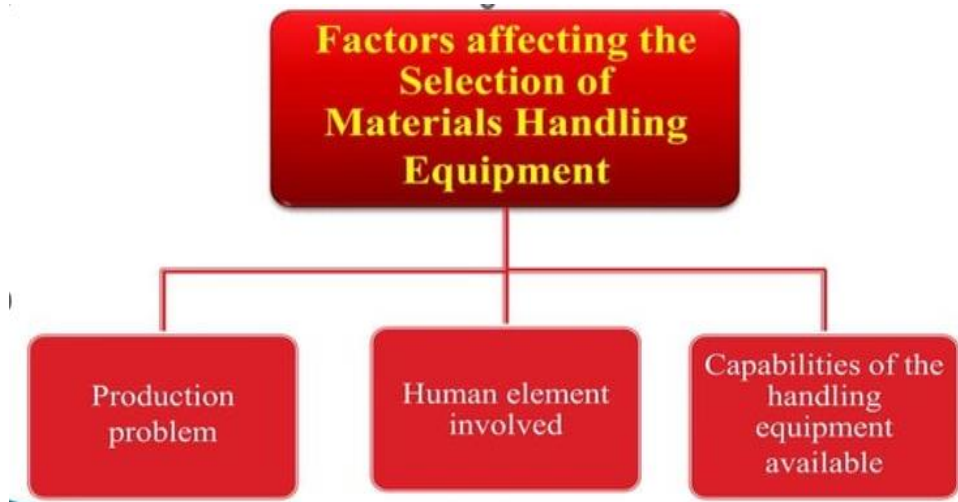 Factors affecting the
Selection of
Materials Handling
Equipment
Production
problem
Human element
involved
Capabilities of the
handling
equipment
available